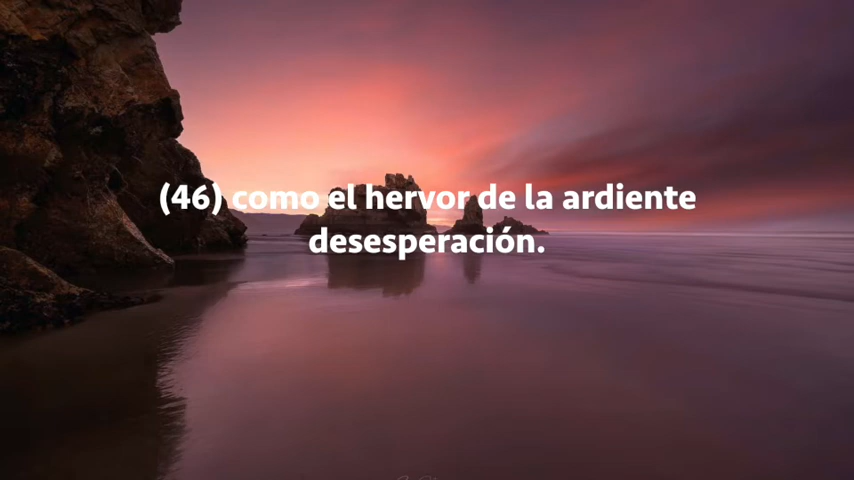 (46) como el hervor de la ardiente
desesperación.